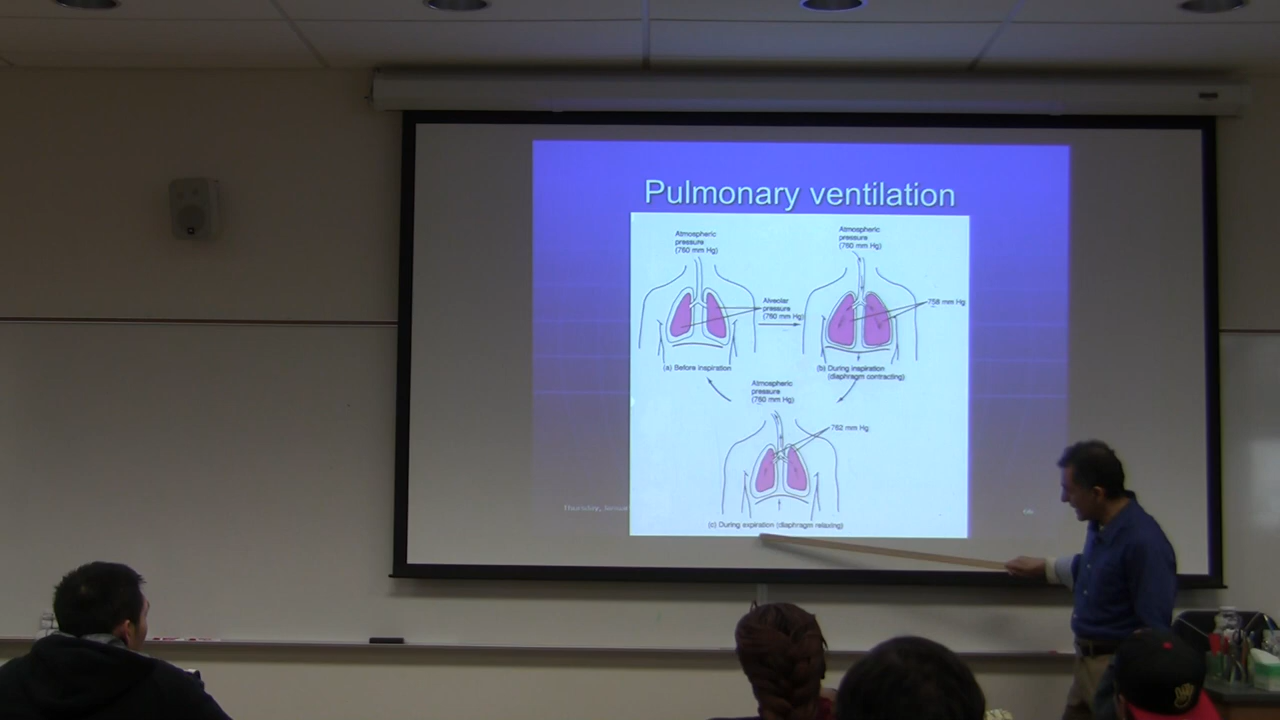 Pulmonary ventilation
Atmospheric
pressure
(760 mm Hg)
Atmospheric
pressure
(760 mm Hg)
Alveolar
pressure
(760 mm Hg)
758 mm Hg
(a) Before inspiration
(b) During inspiration
(diaphragm contracting)
Atmospheric
pressure
(760 mm Hg)
762 mm Hg
(c) During expiration (diaphragm relaxing)
Thursday,